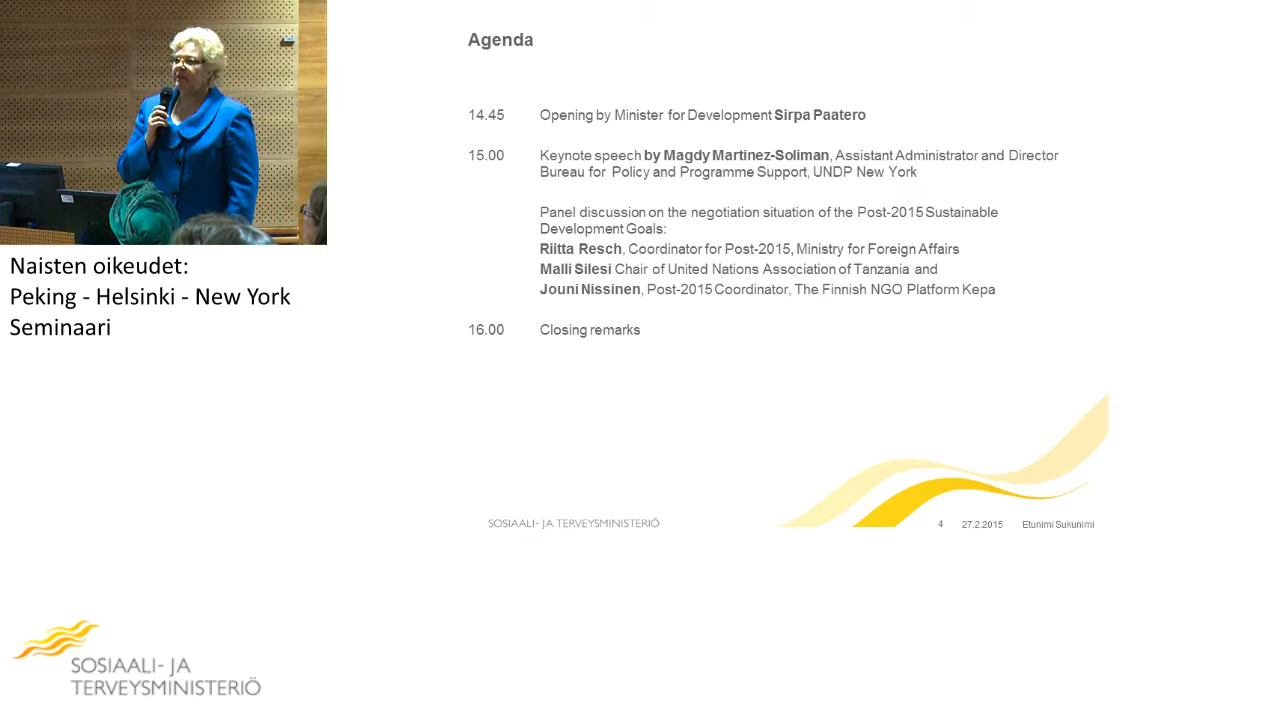 Agenda
14.45 Opening by Minister for Development Sirpa Paatero
15.00 Keynote speech by Magdy Martinez-Soliman, Assistant Administrator and Director
Bureau for Policy and Programme Support, UNDP New York
Panel discussion on the negotiation situation of the Post-2015 Sustainable
Development Goals:
Riitta Resch, Coordinator for Post-2015, Ministry for Foreign Affairs
Malli Silesi Chair of United Nations Association of Tanzania and
Jouni Nissinen, Post-2015 Coordinator, The Finnish NGO Platform Kepa
16.00 Closing remarks
SOSIAALI- JA TERVEYSMINISTERIÖ
4 27.2.2015 Etunimi Sukunimi
Naisten oikeudet:
Peking - Helsinki - New York
Seminaari
SOSIAALI- JA
TERVEYSMINISTERIÖ